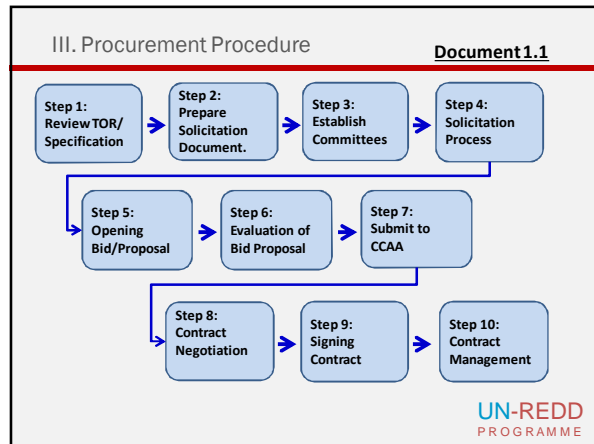 III. Procurement Procedure
Document 1.1
Step 1:
Review TOR/
Specification
Step 2:
Prepare
Solicitation
Document.
Step 3:
Establish
Committees
Step 4:
Solicitation
Process
Step 5:
Opening
Bid/Proposal
Step 6:
Evaluation of
Bid Proposal
Step 7:
Submit to
CCAA
Step 8:
Contract
Negotiation
Step 9:
Signing
Contract
Step 10:
Contract
Management
UN-REDD
PROGRAMME